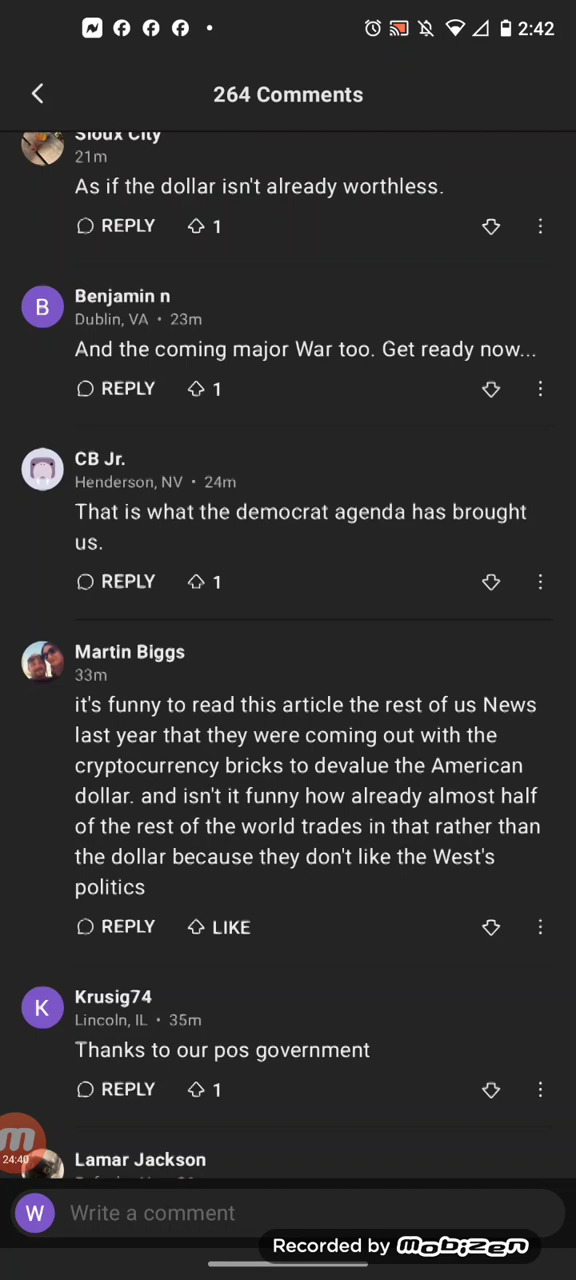 2:42
264 Comments
Sioux City
21m
As if the dollar isn't already worthless.
REPLY 1
B
Benjamin n
Dublin, VA • 23m
And the coming major War too. Get ready now...
REPLY 1
CB Jr.
Henderson, NV • 24m
That is what the democrat agenda has brought
us.
REPLY 1
Martin Biggs
33m
it's funny to read this article the rest of us News
last year that they were coming out with the
cryptocurrency bricks to devalue the American
dollar. and isn't it funny how already almost half
of the rest of the world trades in that rather than
the dollar because they don't like the West's
politics
REPLY LIKE
K
Krusig74
Lincoln, IL • 35m
Thanks to our pos government
REPLY 1
24:40
Lamar Jackson
W
Write a comment
Recorded by mobizen